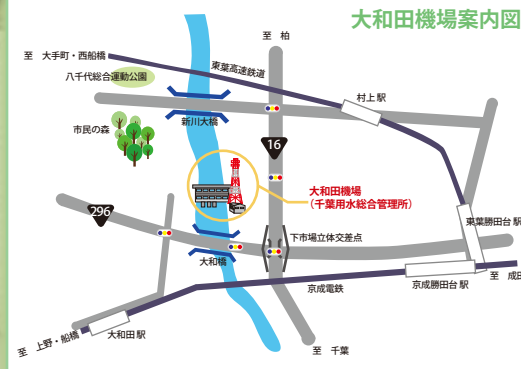 大和田機場案内図
至 柏
至 大手町・西船橋
東葉高速鉄道
八千代総合運動公園
村上駅
新川大橋
市民の森
16
大和田機場
(千葉用水総合管理所)
296
東葉勝田台駅
下市場立体交差点
大和橋
京成電鉄
京成勝田台駅
至 成田
大和田駅
至 上野・船橋
至 千葉